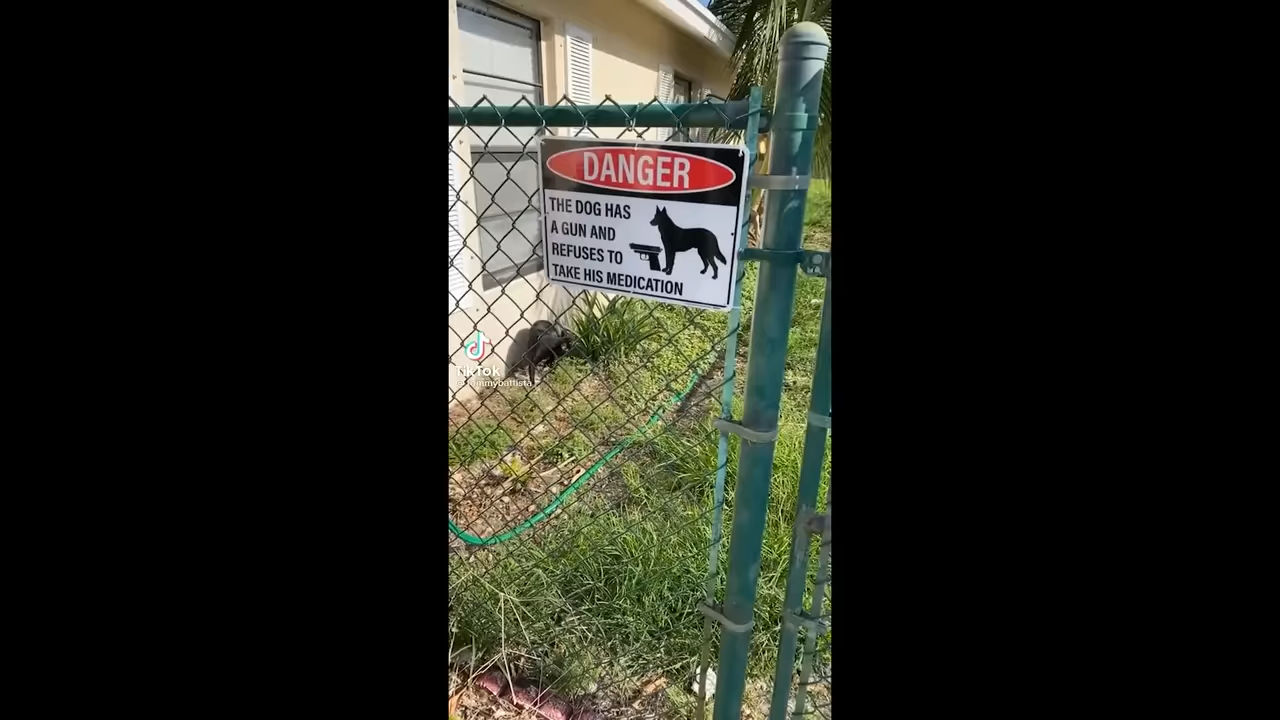 DANGER
THE DOG HAS
A GUN AND
REFUSES TO
TAKE HIS MEDICATION
TikTok